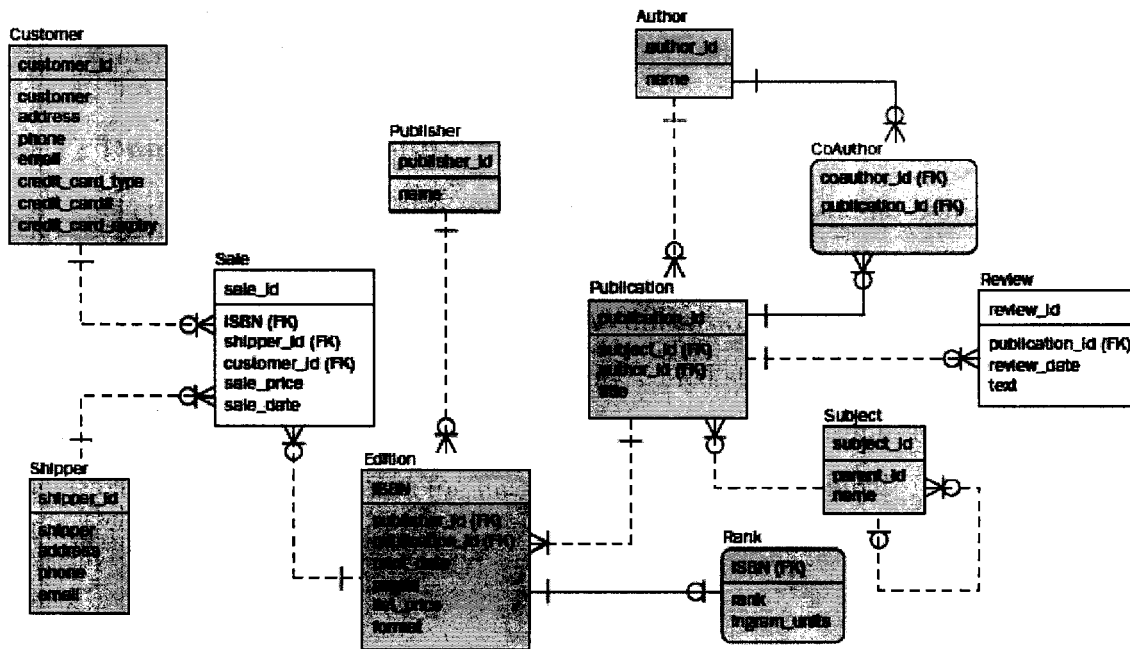 Customer
customer_id
customer
address
phone
email
credit_card_type
credit_card#
credit_card_expiry
Sale
sale_id
ISBN (FK)
shipper_id (FK)
customer_id (FK)
sale_price
sale_date
Shipper
shipper_id
shipper
address
phone
email
Publisher
publisher_id
name
Edition
ISBN
publisher_id (FK)
publication_id (FK)
list_price
format
Author
author_id
name
CoAuthor
coauthor_id (FK)
publication_id (FK)
Publication
publication_id
subject_id (FK)
author_id (FK)
title
Review
review_id
publication_id (FK)
review_date
text
Subject
subject_id
parent_id
name
Rank
ISBN (FK)
rank
ingram_units